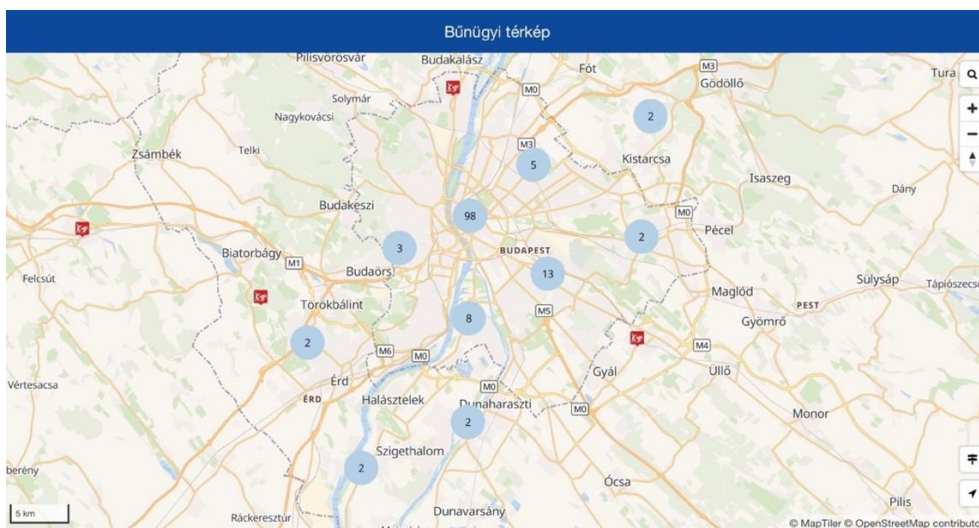 Bűnügyi térkép
Pilisvörösvár
Budakalász
Fót
M3
Tura
Gödöllő
Solymár
M0
Nagykovácsi
2
Zsámbék
Telki
M3
5
Kistarcsa
Isaszeg
Dány
Budakeszi
98
M0
Pécel
Biatorbágy
3
BUDAPEST
2
M1
Budaörs
13
Felcsút
Sülysáp
Tápiószecső
Maglód
PEST
Törökbálint
8
M5
Gyömrő
2
M6
M0
M4
Gyál
Üllő
Vértesacsa
Érd
M0
ÉRD
Halásztelek
Dunaharaszti
M0
Monor
2
Szigethalom
2
berény
Ócsa
Pilis
5 km
Ráckeresztúr
Dunavarsány
© MapTiler © OpenStreetMap contribut